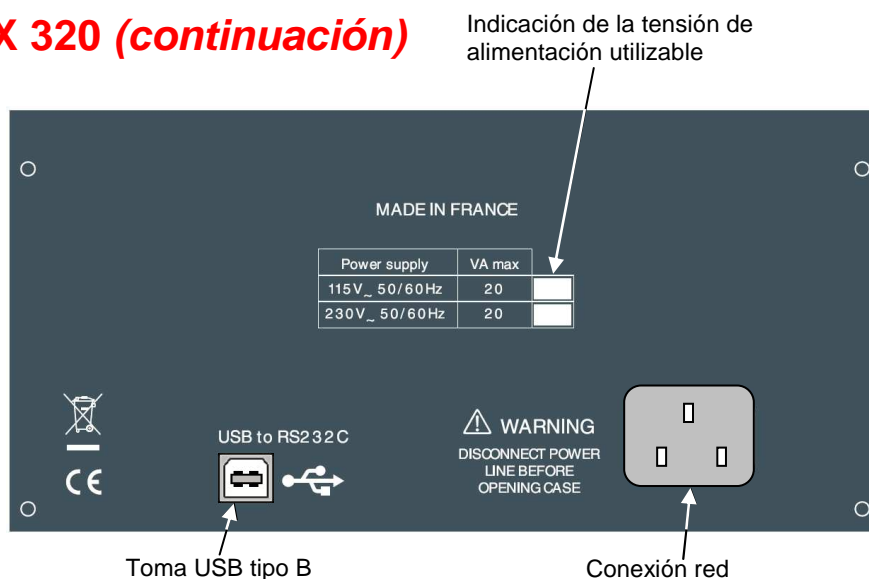 X 320 (continuación)
Indicación de la tensión de
alimentación utilizable
MADE IN FRANCE
Power supply VA max
115V~ 50/60Hz 20
230V~ 50/60Hz 20
USB to RS232C
WARNING
DISCONNECT POWER
LINE BEFORE
OPENING CASE
CE
Toma USB tipo B
Conexión red